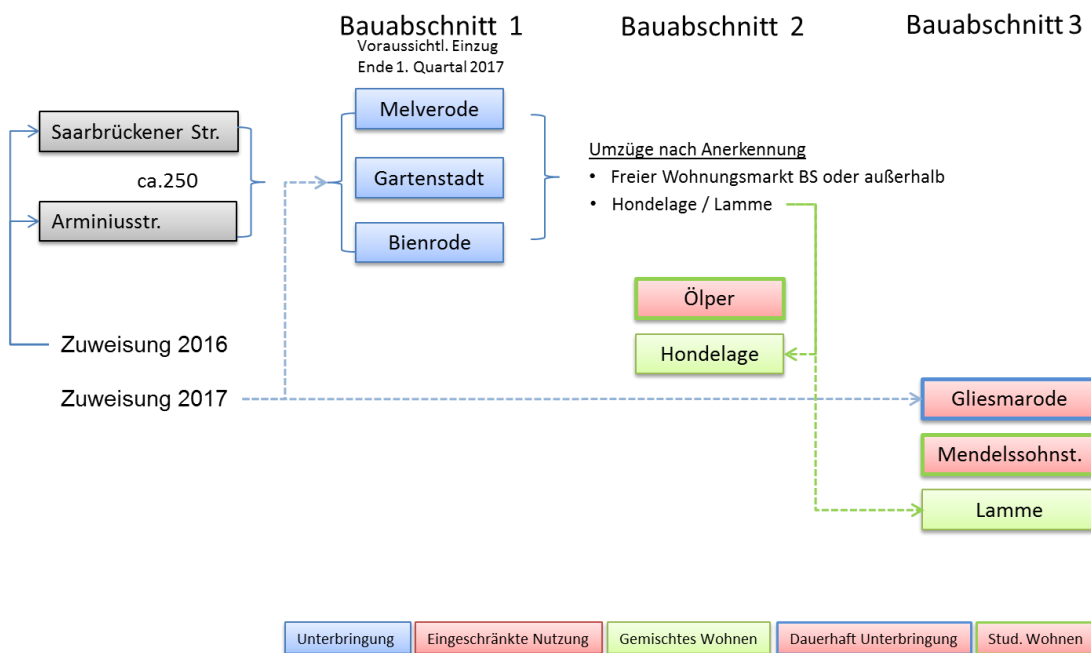 Bauabschnitt 1
Voraussichtl. Einzug
Ende 1. Quartal 2017
Bauabschnitt 2
Bauabschnitt 3
Saarbrückener Str.
ca.250
Arminiusstr.
Melverode
Gartenstadt
Bienrode
Umzüge nach Anerkennung
• Freier Wohnungsmarkt BS oder außerhalb
• Hondelage / Lamme
Ölper
Hondelage
Zuweisung 2016
Zuweisung 2017
Gliesmarode
Mendelssohnst.
Lamme
Unterbringung
Eingeschränkte Nutzung
Gemischtes Wohnen
Dauerhaft Unterbringung
Stud. Wohnen